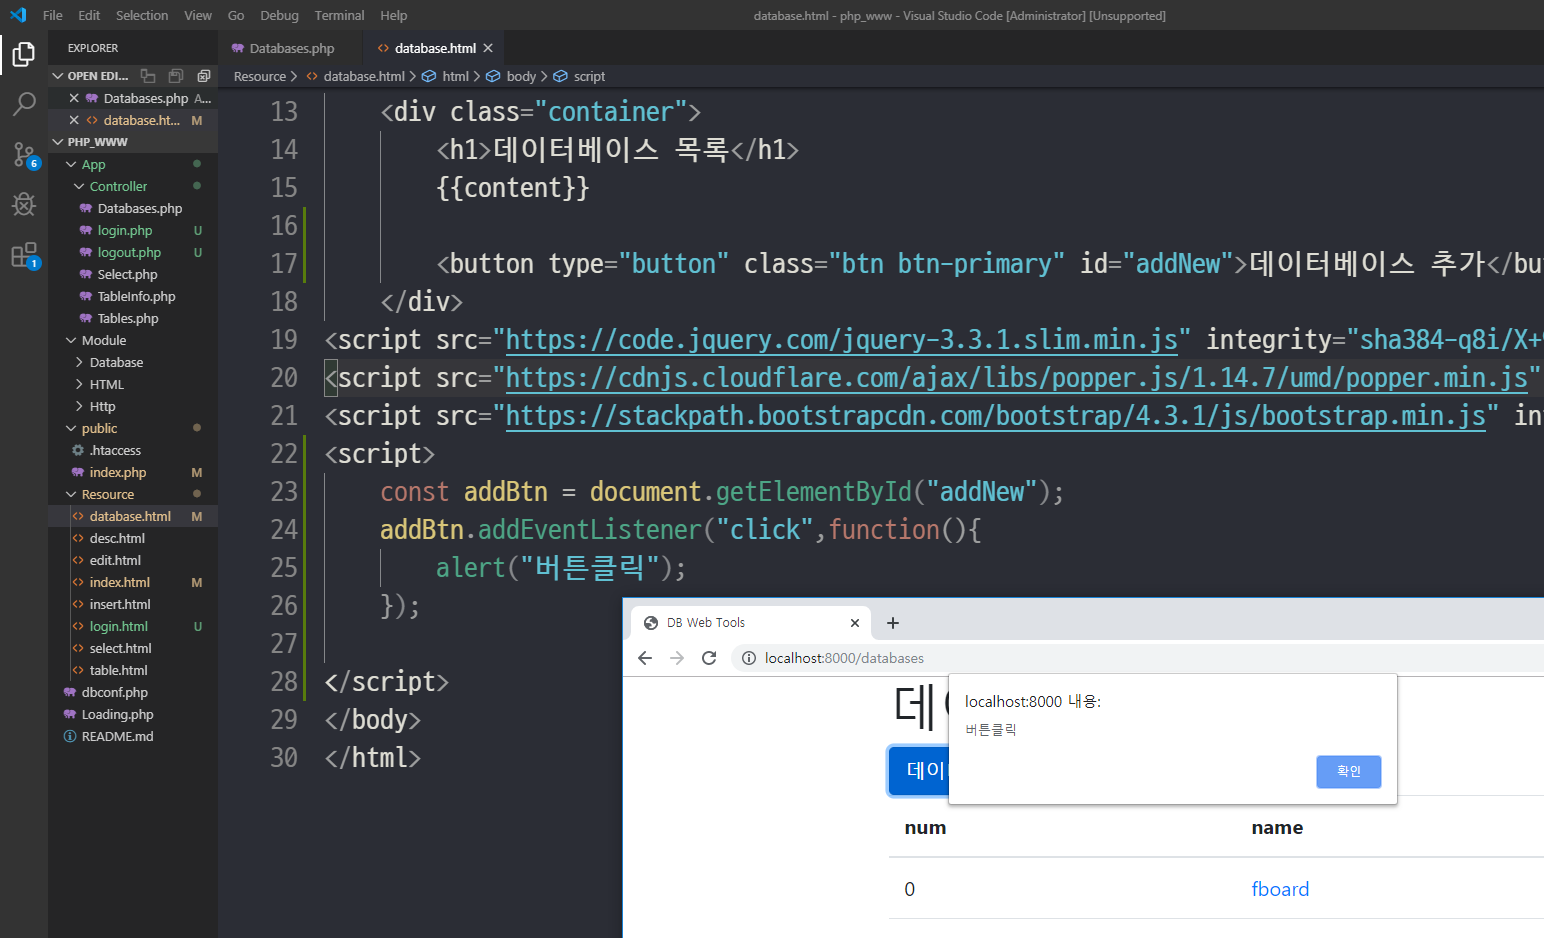 File Edit Selection View Go Debug Terminal Help
database.html - php_www - Visual Studio Code [Administrator] [Unsupported]
EXPLORER
OPEN EDI...
Databases.php A...
database.ht... M
PHP_WWW
App
Controller
Databases.php
login.php U
logout.php U
Select.php
TableInfo.php
Tables.php
Module
Database
HTML
Http
public
.htaccess
index.php M
Resource
database.html M
desc.html
edit.html
index.html M
insert.html
login.html U
select.html
table.html
dbconf.php
Loading.php
README.md
6
1
Databases.php
database.html
Resource > database.html > html > body > script
13 <div class="container">
14 <h1>데이터베이스 목록</h1>
15 {{content}}
16
17 <button type="button" class="btn btn-primary" id="addNew">데이터베이스 추가</but
18 </div>
19 <script src="https://code.jquery.com/jquery-3.3.1.slim.min.js" integrity="sha384-q8i/X+
20 <script src="https://cdnjs.cloudflare.com/ajax/libs/popper.js/1.14.7/umd/popper.min.js"
21 <script src="https://stackpath.bootstrapcdn.com/bootstrap/4.3.1/js/bootstrap.min.js" int
22 <script>
23 const addBtn = document.getElementById("addNew");
24 addBtn.addEventListener("click",function(){
25 alert("버튼클릭");
26 });
27
28 </script>
29 </body>
30 </html>
DB Web Tools
localhost:8000/databases
데
localhost:8000 내용:
버튼클릭
확인
데이
num name
0 fboard